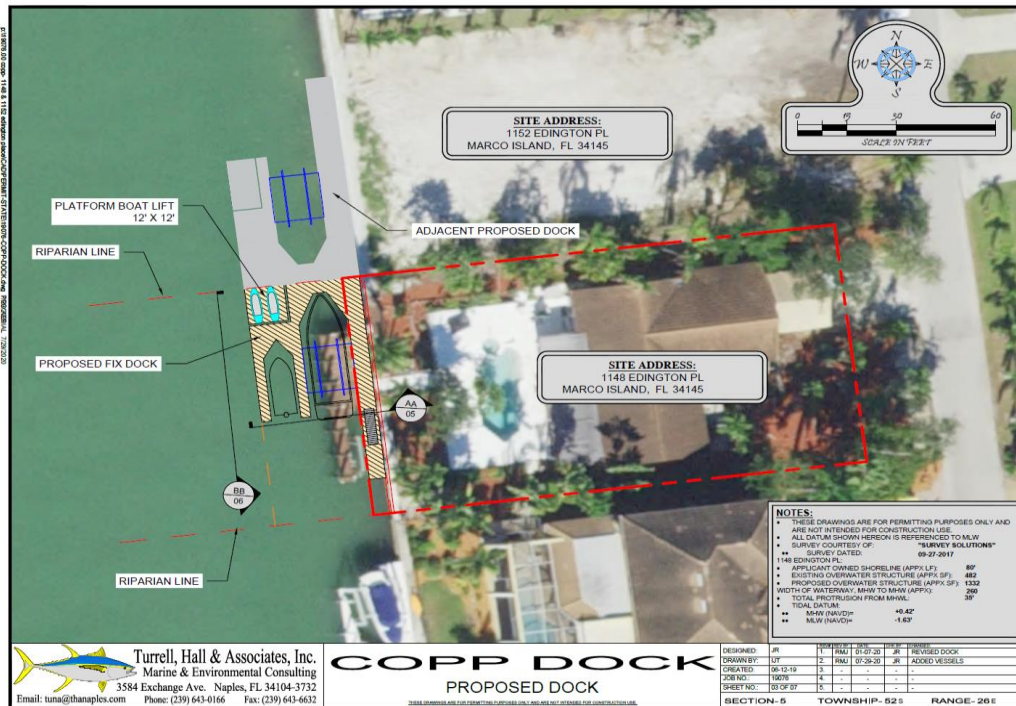 N
W
E
S
0
15
30
60
SCALE IN FEET
SITE ADDRESS:
1152 EDINGTON PL
MARCO ISLAND, FL 34145
PLATFORM BOAT LIFT
12' X 12'
RIPARIAN LINE
ADJACENT PROPOSED DOCK
PROPOSED FIX DOCK
SITE ADDRESS:
1148 EDINGTON PL
MARCO ISLAND, FL 34145
AA
05
BB
06
RIPARIAN LINE
NOTES:
THESE DRAWINGS ARE FOR PERMITTING PURPOSES ONLY AND
ARE NOT INTENDED FOR CONSTRUCTION USE.
ALL DATUM SHOWN HEREON IS REFERENCED TO MLW
SURVEY COURTESY OF: "SURVEY SOLUTIONS"
SURVEY DATED: 09-27-2017
1148 EDINGTON PL:
APPLICANT OWNED SHORELINE (APPX LF): 80'
EXISTING OVERWATER STRUCTURE (APPX SF): 482
PROPOSED OVERWATER STRUCTURE (APPX SF): 1332
WIDTH OF WATERWAY, MHW TO MHW (APPX): 260
TOTAL PROTRUSION FROM MHWL: 35'
TIDAL DATUM:
MHW (NAVD)= +0.42'
MLW (NAVD)= -1.63'
Turrell, Hall & Associates, Inc.
Marine & Environmental Consulting
3584 Exchange Ave. Naples, FL 34104-3732
Email: tuna@thanaples.com Phone: (239) 643-0166 Fax: (239) 643-6632
COPP DOCK
PROPOSED DOCK
THESE DRAWINGS ARE FOR PERMITTING PURPOSES ONLY AND ARE NOT INTENDED FOR CONSTRUCTION USE.
DESIGNED: JR
DRAWN BY:
CREATED: 06-12-19
JOB NO.: 19076
SHEET NO.: 03 OF 07
1. RMJ 01-07-20 JR REVISED DOCK
2. RMJ 07-29-20 JR ADDED VESSELS
3. - - - -
4. - - - -
5. - - - -
SECTION-5 TOWNSHIP-52 S RANGE-26 E